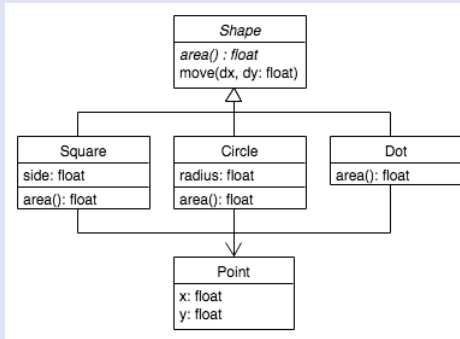 Shape
area() : float
move(dx, dy: float)
Square
side: float
area(): float
Circle
radius: float
area(): float
Dot
area(): float
Point
x: float
y: float